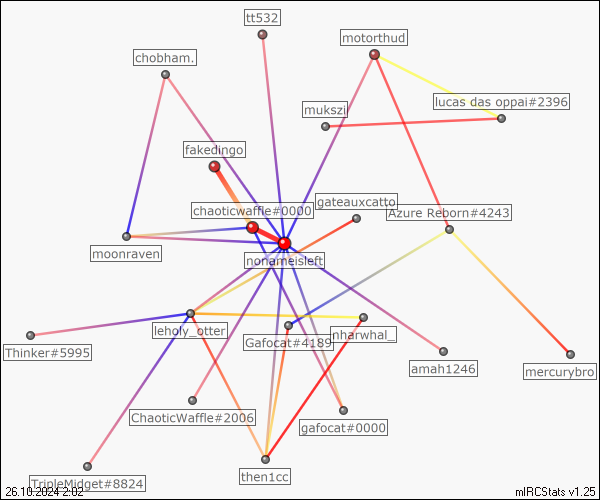 tt532
motorthud
chobham.
lucas das oppai#2396
mukszi
fakedingo
gateauxcatto
chaoticwaffle#0000
Azure Reborn#4243
moonraven
nonameisleft
leholy_otter
nharwhal_
Gafocat#4189
Thinker#5995
amah1246
mercurybro
ChaoticWaffle#2006
gafocat#0000
then1cc
TripleMidget#8824
26.10.2024 2:02
mIRCStats v1.25